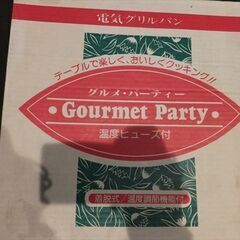 電気グリルパン
テーブルで楽しく、おいしくクッキング!!
グルメ・パーティー
・Gourmet Party・
温度ヒューズ付
着脱式/温度調節機能付